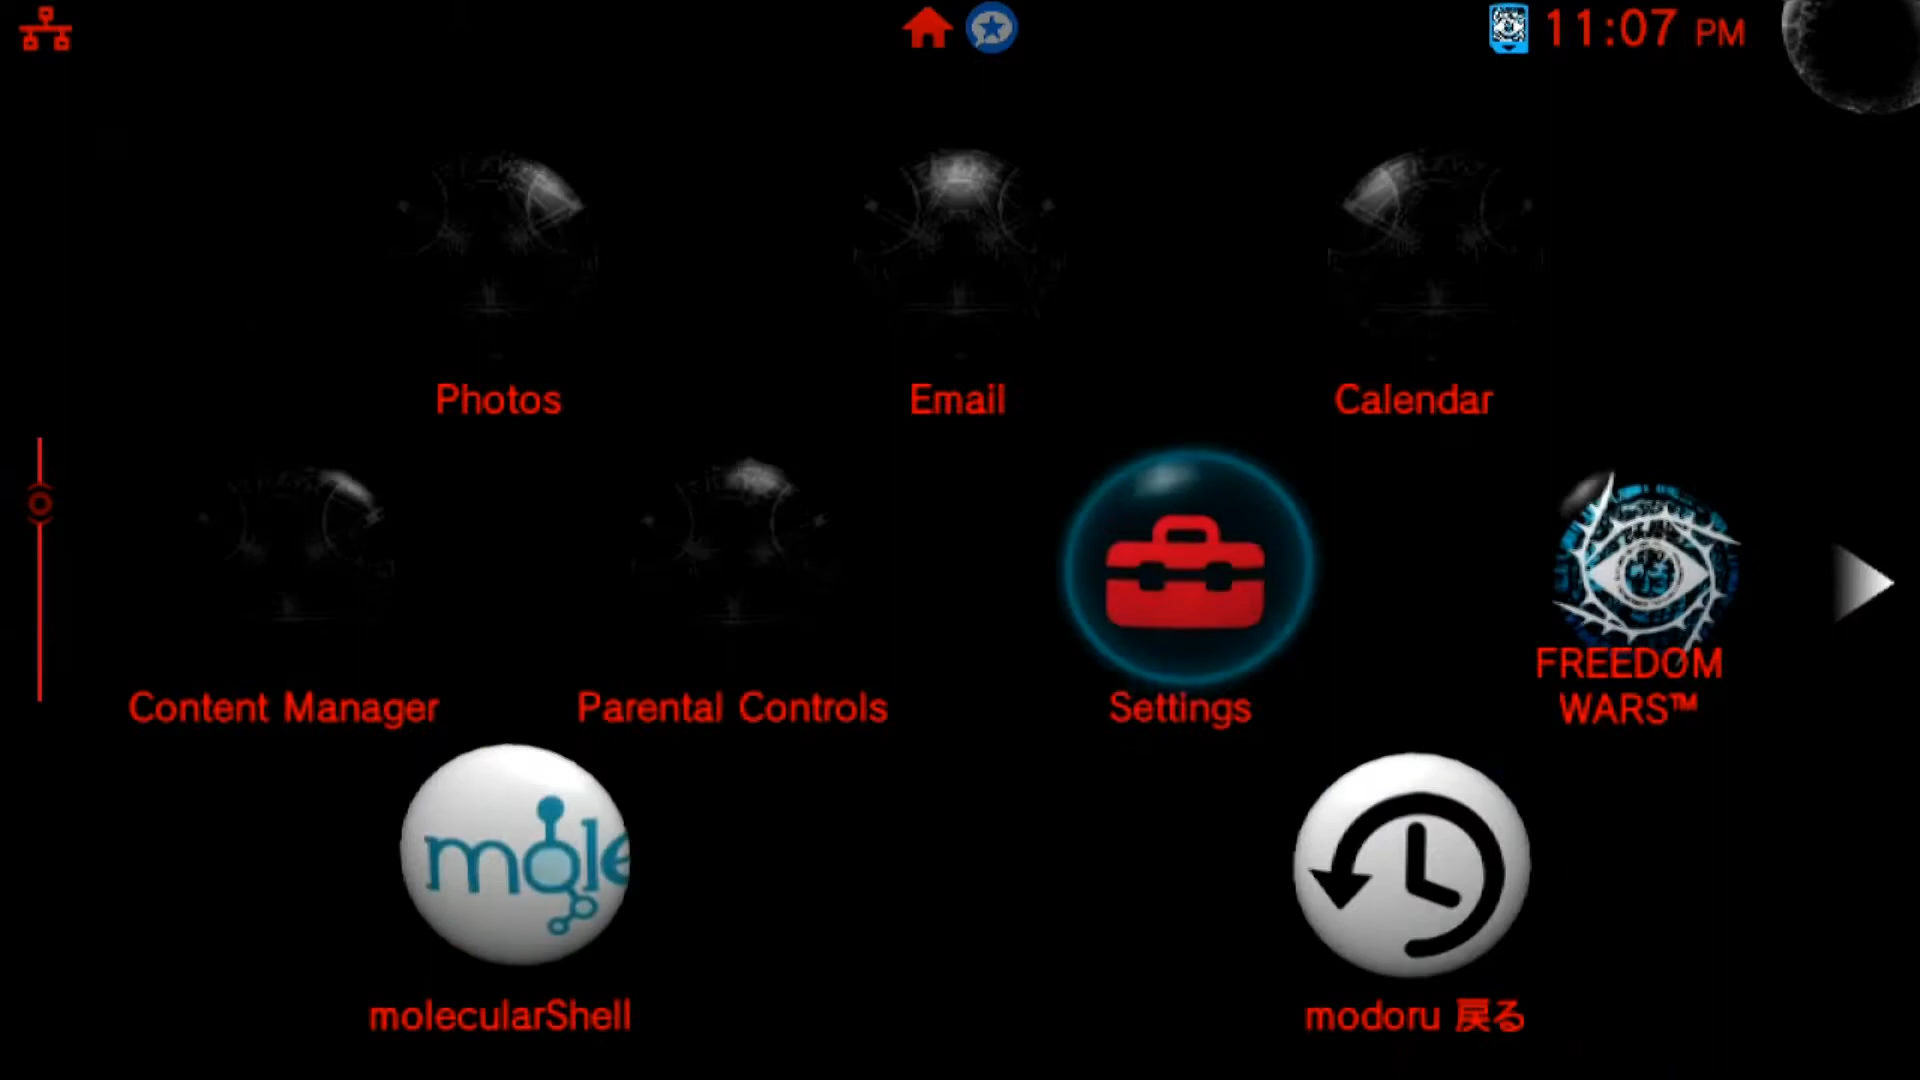 11:07 PM
Photos
Email
Calendar
Content Manager
Parental Controls
Settings
FREEDOM
WARS™
mole
molecularShell
modoru 戻る